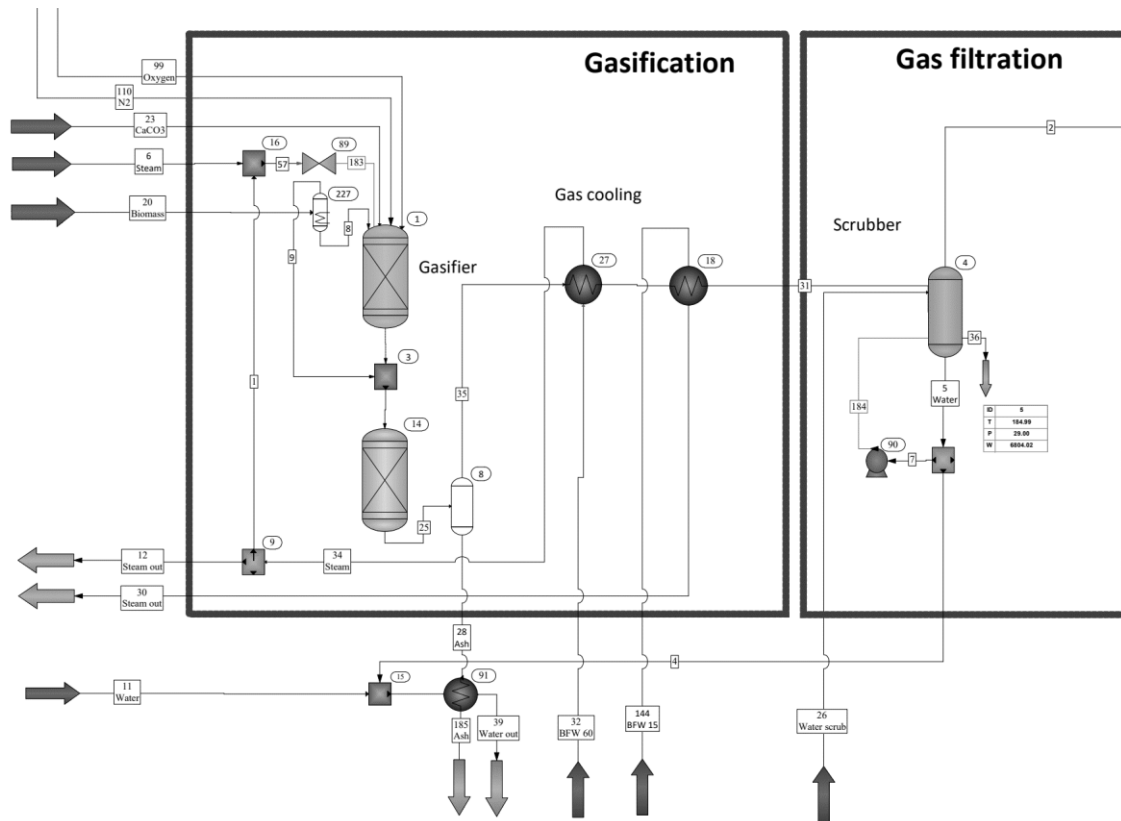 Gasification
Gas filtration
99
Oxygen
110
N2
23
CaCO3
16
89
6
Steam
57
183
227
20
Biomass
8
1
9
Gasifier
Gas cooling
27
18
Scrubber
2
4
31
3
36
1
35
5
Water
184
14
8
90
7
ID 5
T 184.99
P 29.00
W 6804.02
25
12
Steam out
9
34
Steam
30
Steam out
28
Ash
4
11
Water
15
91
185
Ash
39
Water out
32
BFW 60
144
BFW 15
26
Water scrub